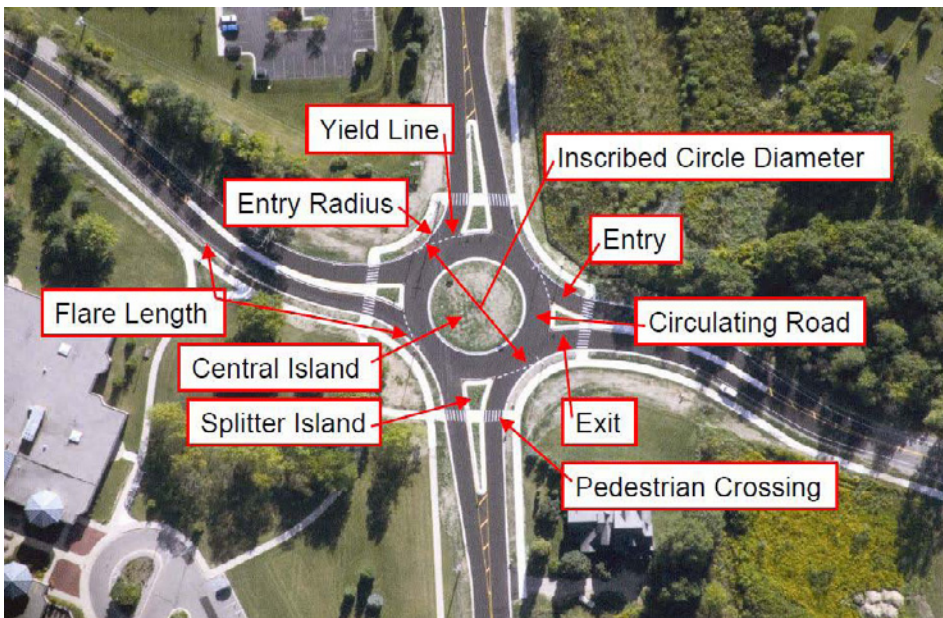 Yield Line
Inscribed Circle Diameter
Entry Radius
Entry
Flare Length
Circulating Road
Central Island
Splitter Island
Exit
Pedestrian Crossing